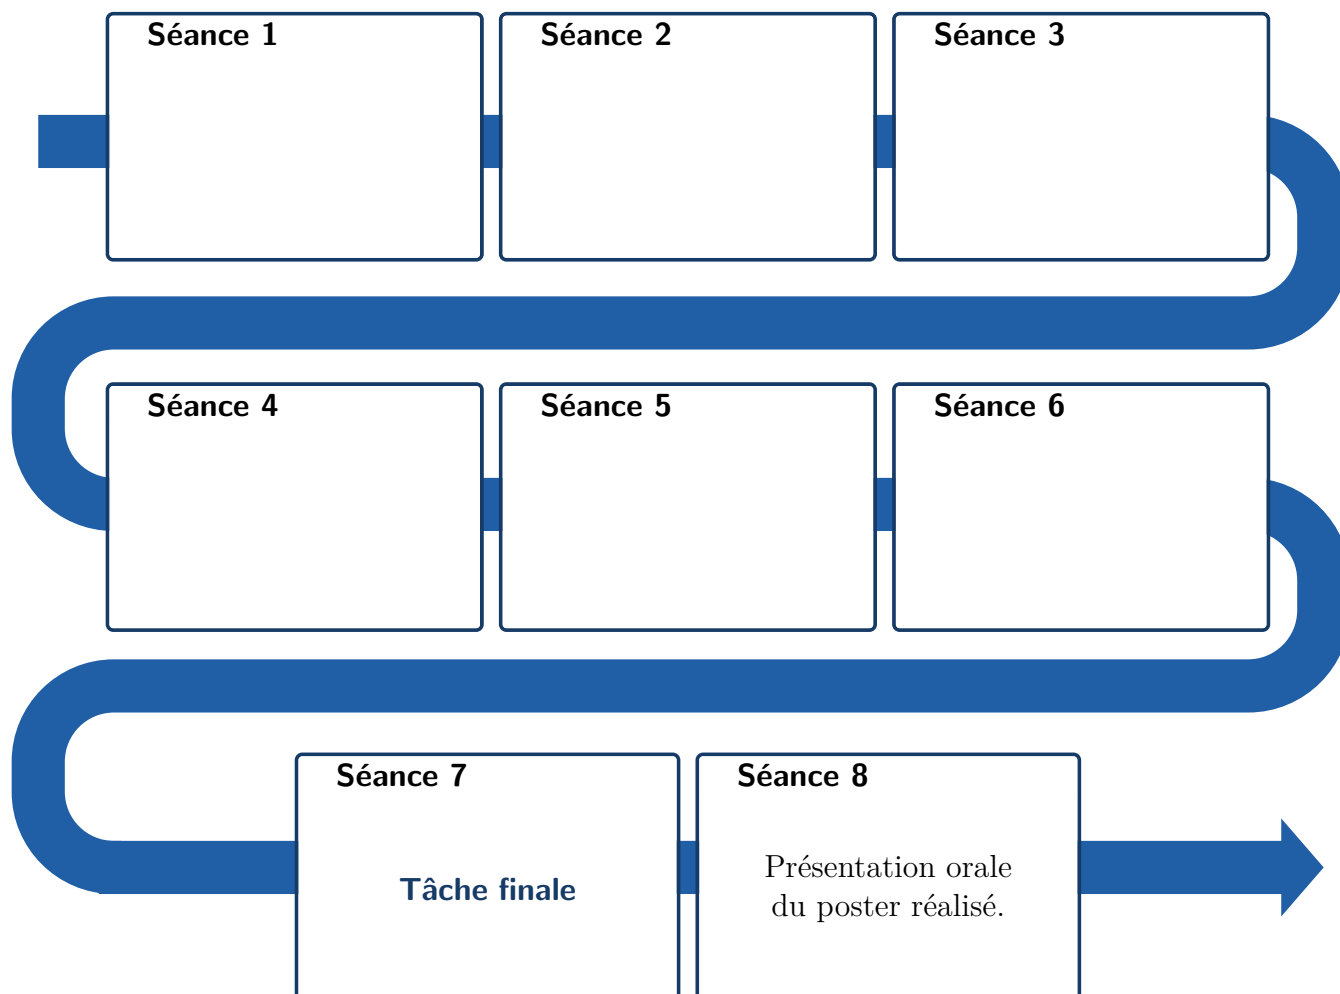 Séance 1
Séance 2
Séance 3
Séance 4
Séance 5
Séance 6
Séance 7
Tâche finale
Séance 8
Présentation orale
du poster réalisé.